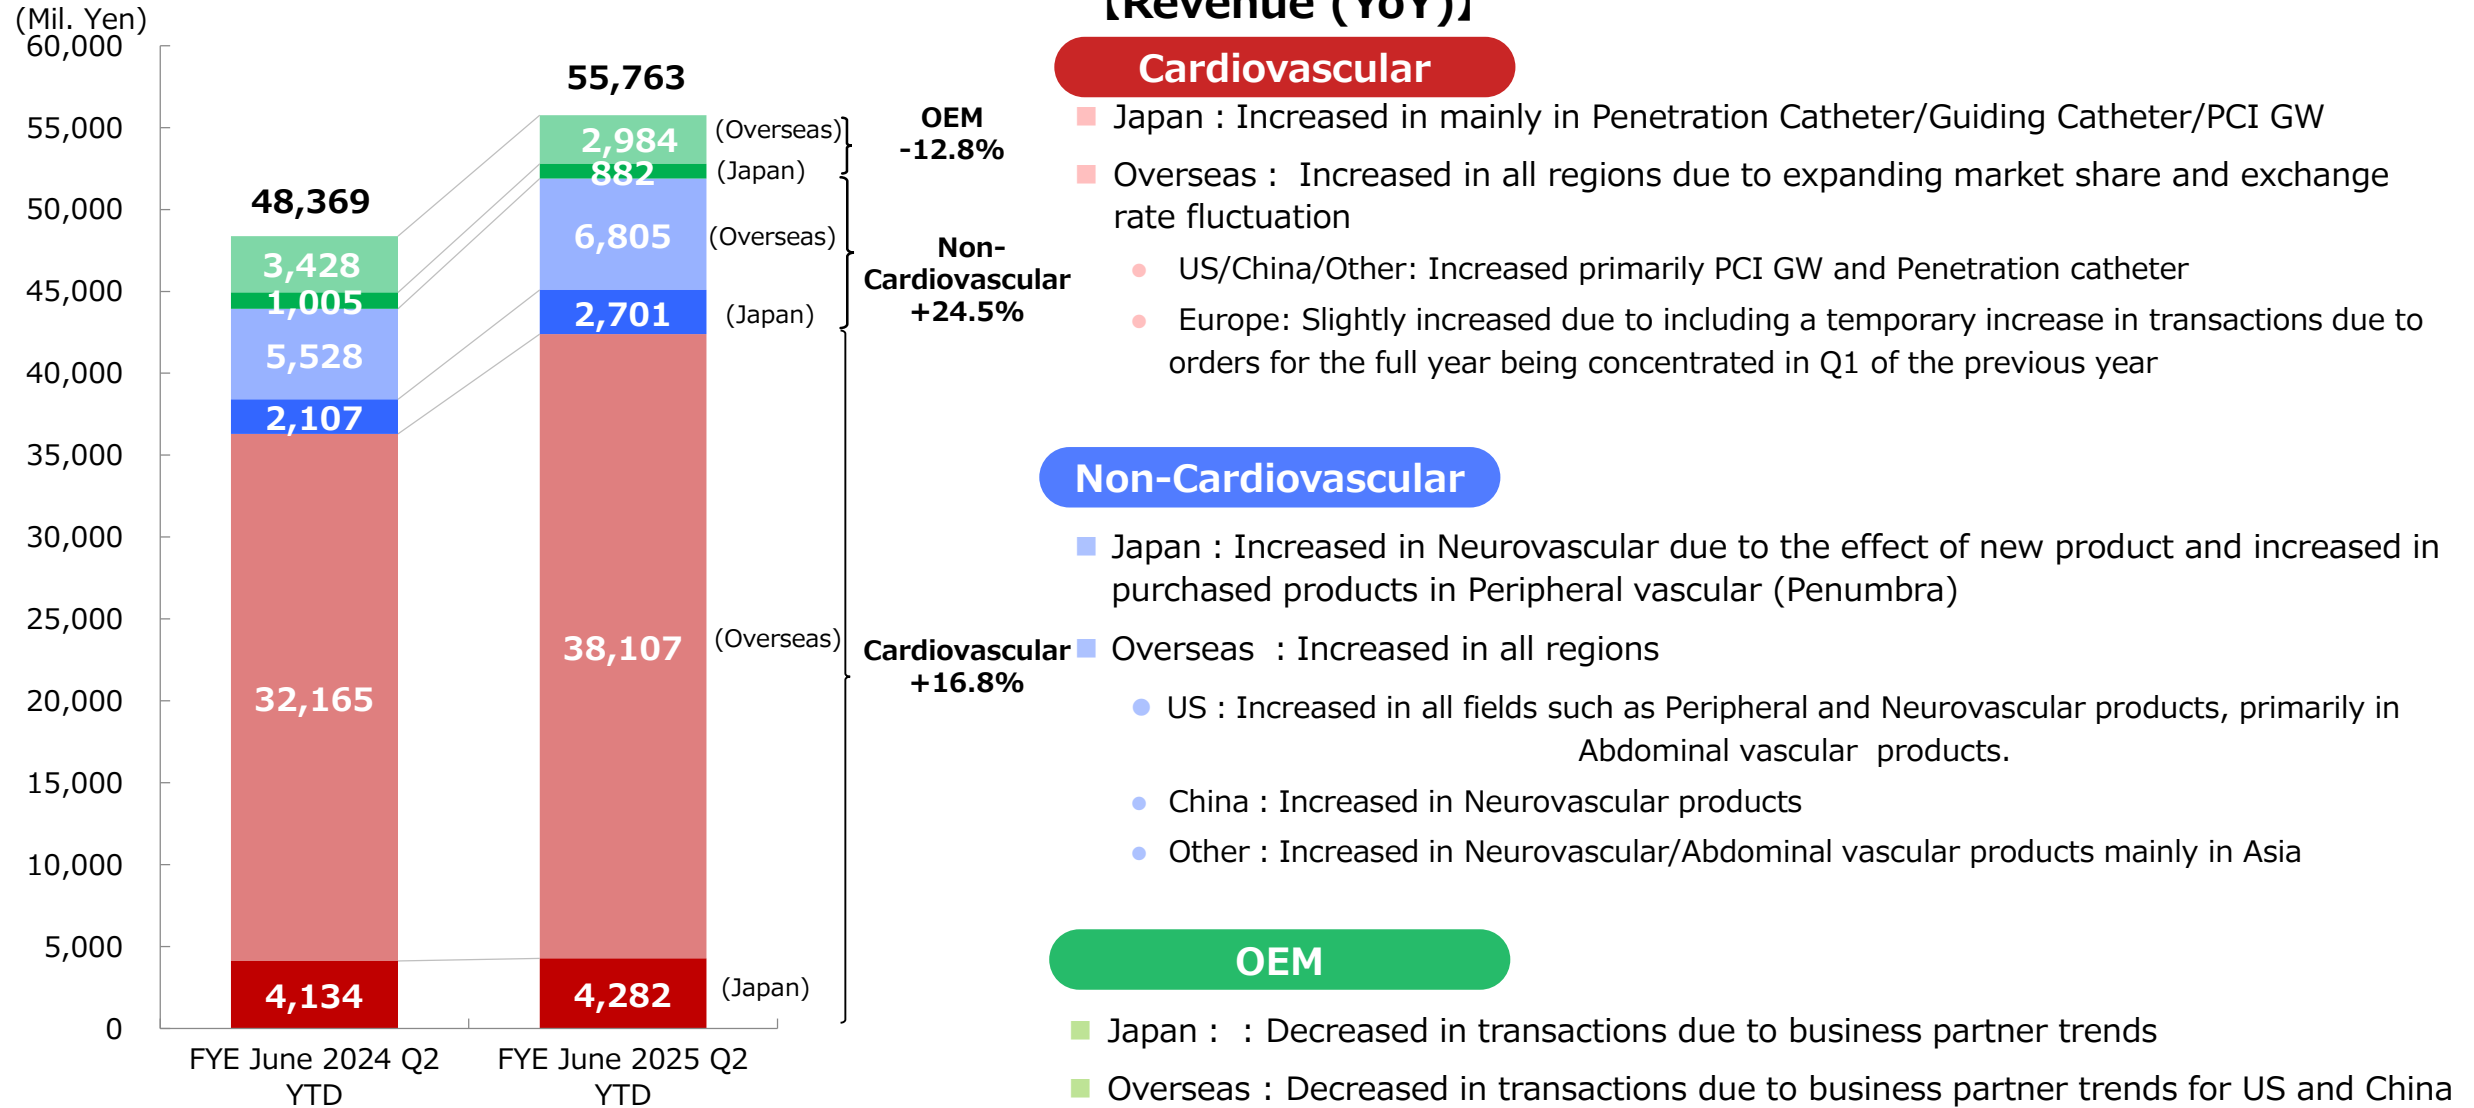 (Mil. Yen)
60,000
55,000
50,000
45,000
40,000
35,000
30,000
25,000
20,000
15,000
10,000
5,000
0
48,369
3,428
1,005
5,528
2,107
32,165
4,134
FYE June 2024 Q2
YTD
55,763
2,984
882
6,805
2,701
38,107
4,282
FYE June 2025 Q2
YTD
(Overseas)
(Japan)
(Overseas)
(Japan)
(Overseas)
(Japan)
OEM
-12.8%
Non-
Cardiovascular
+24.5%
Cardiovascular
+16.8%
【Revenue (YoY)】
Cardiovascular
Japan : Increased in mainly in Penetration Catheter/Guiding Catheter/PCI GW
Overseas : Increased in all regions due to expanding market share and exchange
rate fluctuation
US/China/Other: Increased primarily PCI GW and Penetration catheter
Europe: Slightly increased due to including a temporary increase in transactions due to
orders for the full year being concentrated in Q1 of the previous year
Non-Cardiovascular
Japan : Increased in Neurovascular due to the effect of new product and increased in
purchased products in Peripheral vascular (Penumbra)
Overseas : Increased in all regions
US : Increased in all fields such as Peripheral and Neurovascular products, primarily in
Abdominal vascular products.
China : Increased in Neurovascular products
Other : Increased in Neurovascular/Abdominal vascular products mainly in Asia
OEM
Japan : : Decreased in transactions due to business partner trends
Overseas : Decreased in transactions due to business partner trends for US and China